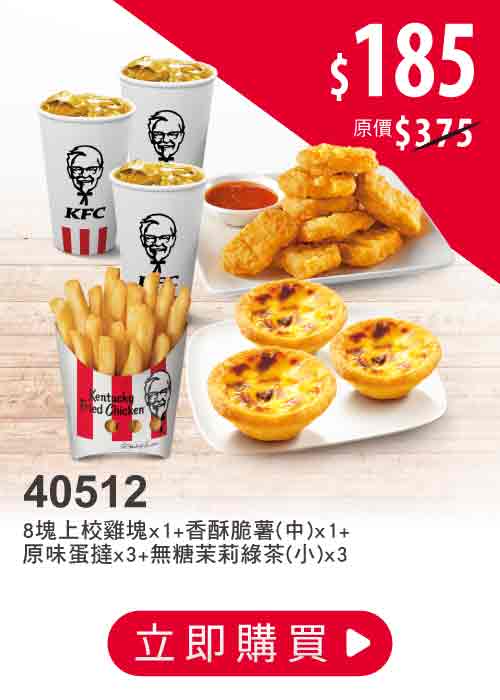 $185
原價$375
KFC
KFC
Kentucky
Fried Chicken
40512
8塊上校雞塊x1+香酥脆薯(中)x1+
原味蛋撻x3+無糖茉莉綠茶(小)x3
立即購買